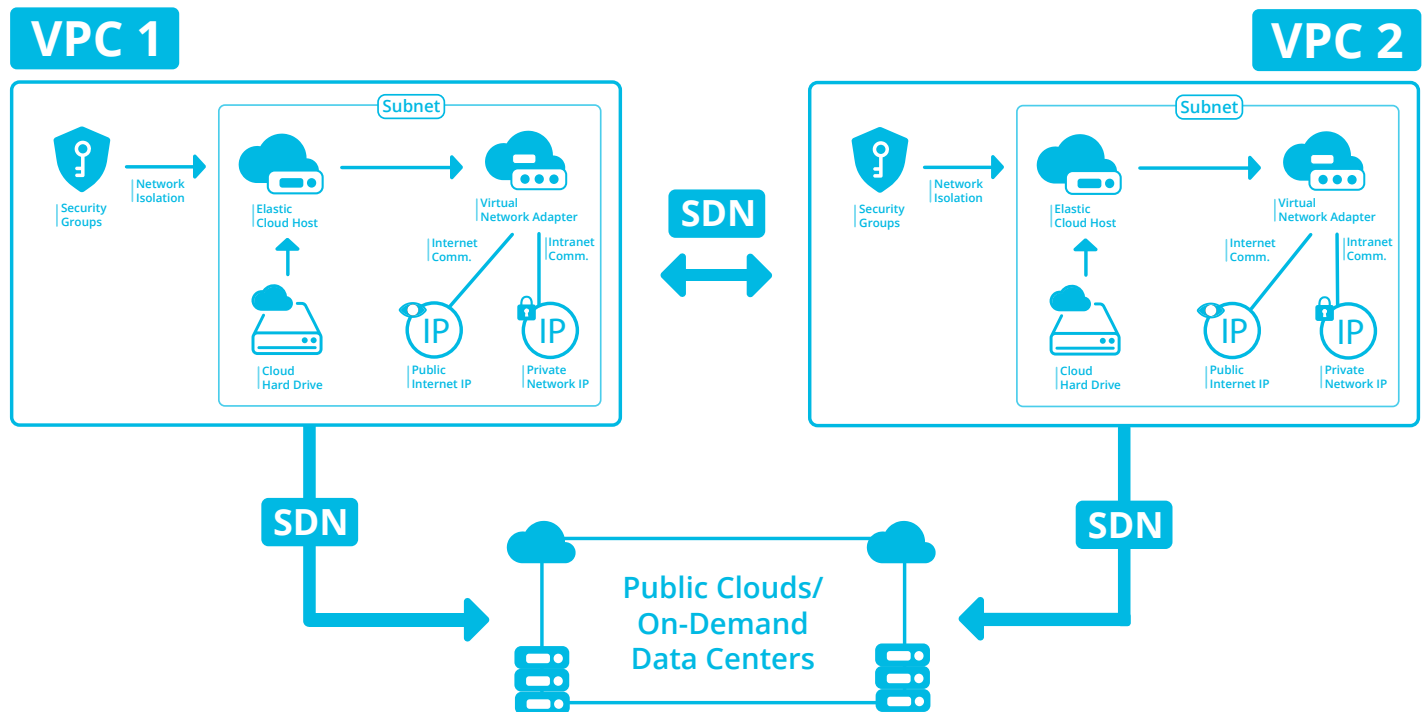 VPC 1
Subnet
Network
Isolation
Security
Groups
Elastic
Cloud Host
Virtual
Network Adapter
Internet
Comm.
Intranet
Comm.
IP
IP
Cloud
Hard Drive
Public
Internet IP
Private
Network IP
SDN
VPC 2
Subnet
Network
Isolation
Security
Groups
Elastic
Cloud Host
Virtual
Network Adapter
Internet
Comm.
Intranet
Comm.
IP
IP
Cloud
Hard Drive
Public
Internet IP
Private
Network IP
SDN
SDN
Public Clouds/
On-Demand
Data Centers